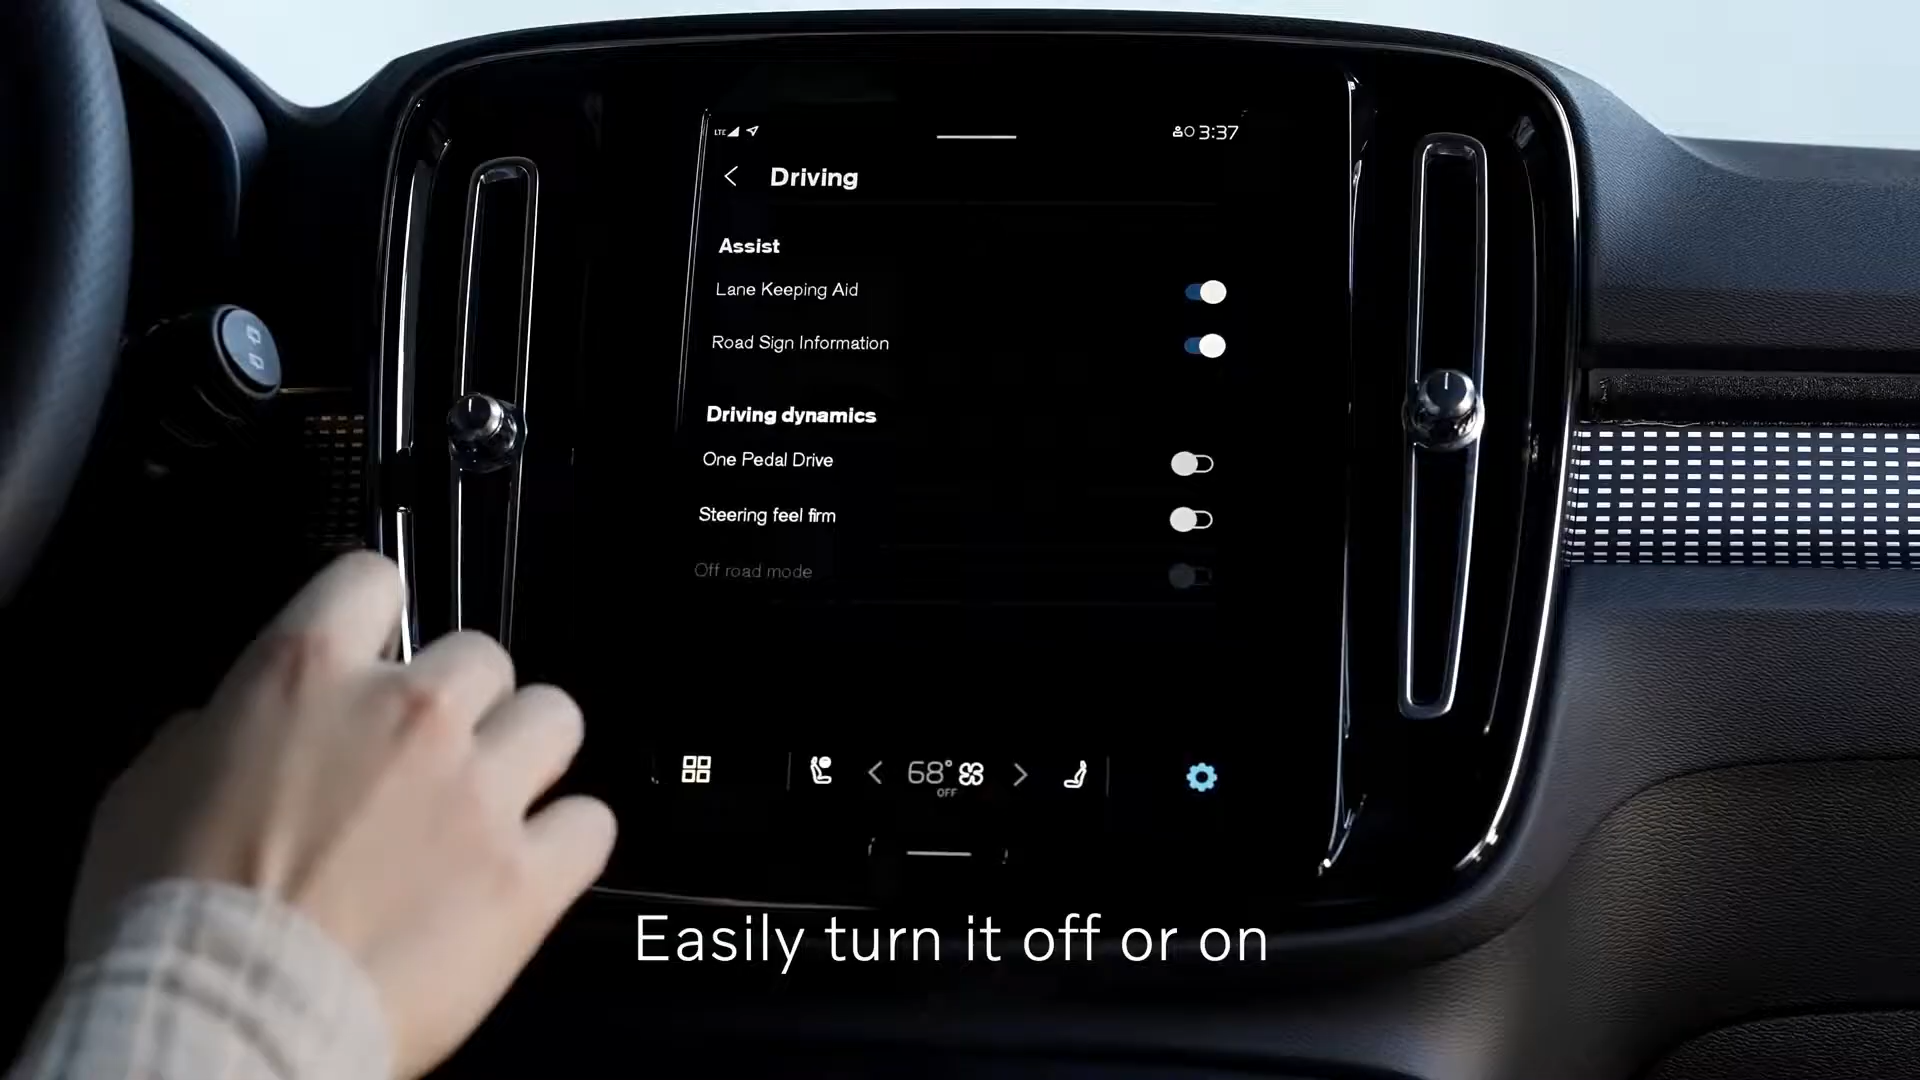 LTE
3:37
Driving
Assist
Lane Keeping Aid
Road Sign Information
Driving dynamics
One Pedal Drive
Steering feel firm
Off road mode
68°
OFF
Easily turn it off or on